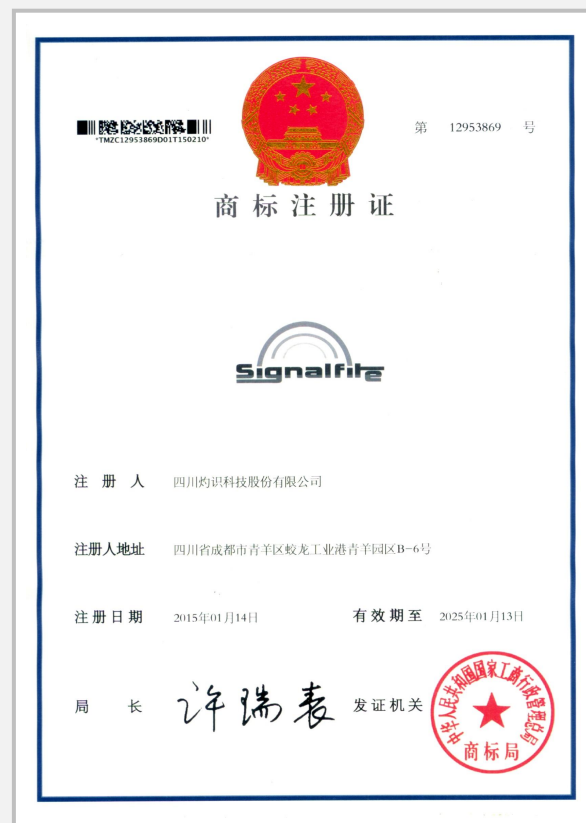 *TMZC12953869D01T150210*
第 12953869 号
商标注册证
Signalfire
注册人 四川灼识科技股份有限公司
注册人地址 四川省成都市青羊区蛟龙工业港青羊园区B-6号
注册日期 2015年01月14日 有效期至 2025年01月13日
局长 许瑞表 发证机关
中华人民共和国国家工商行政管理总局
商标局